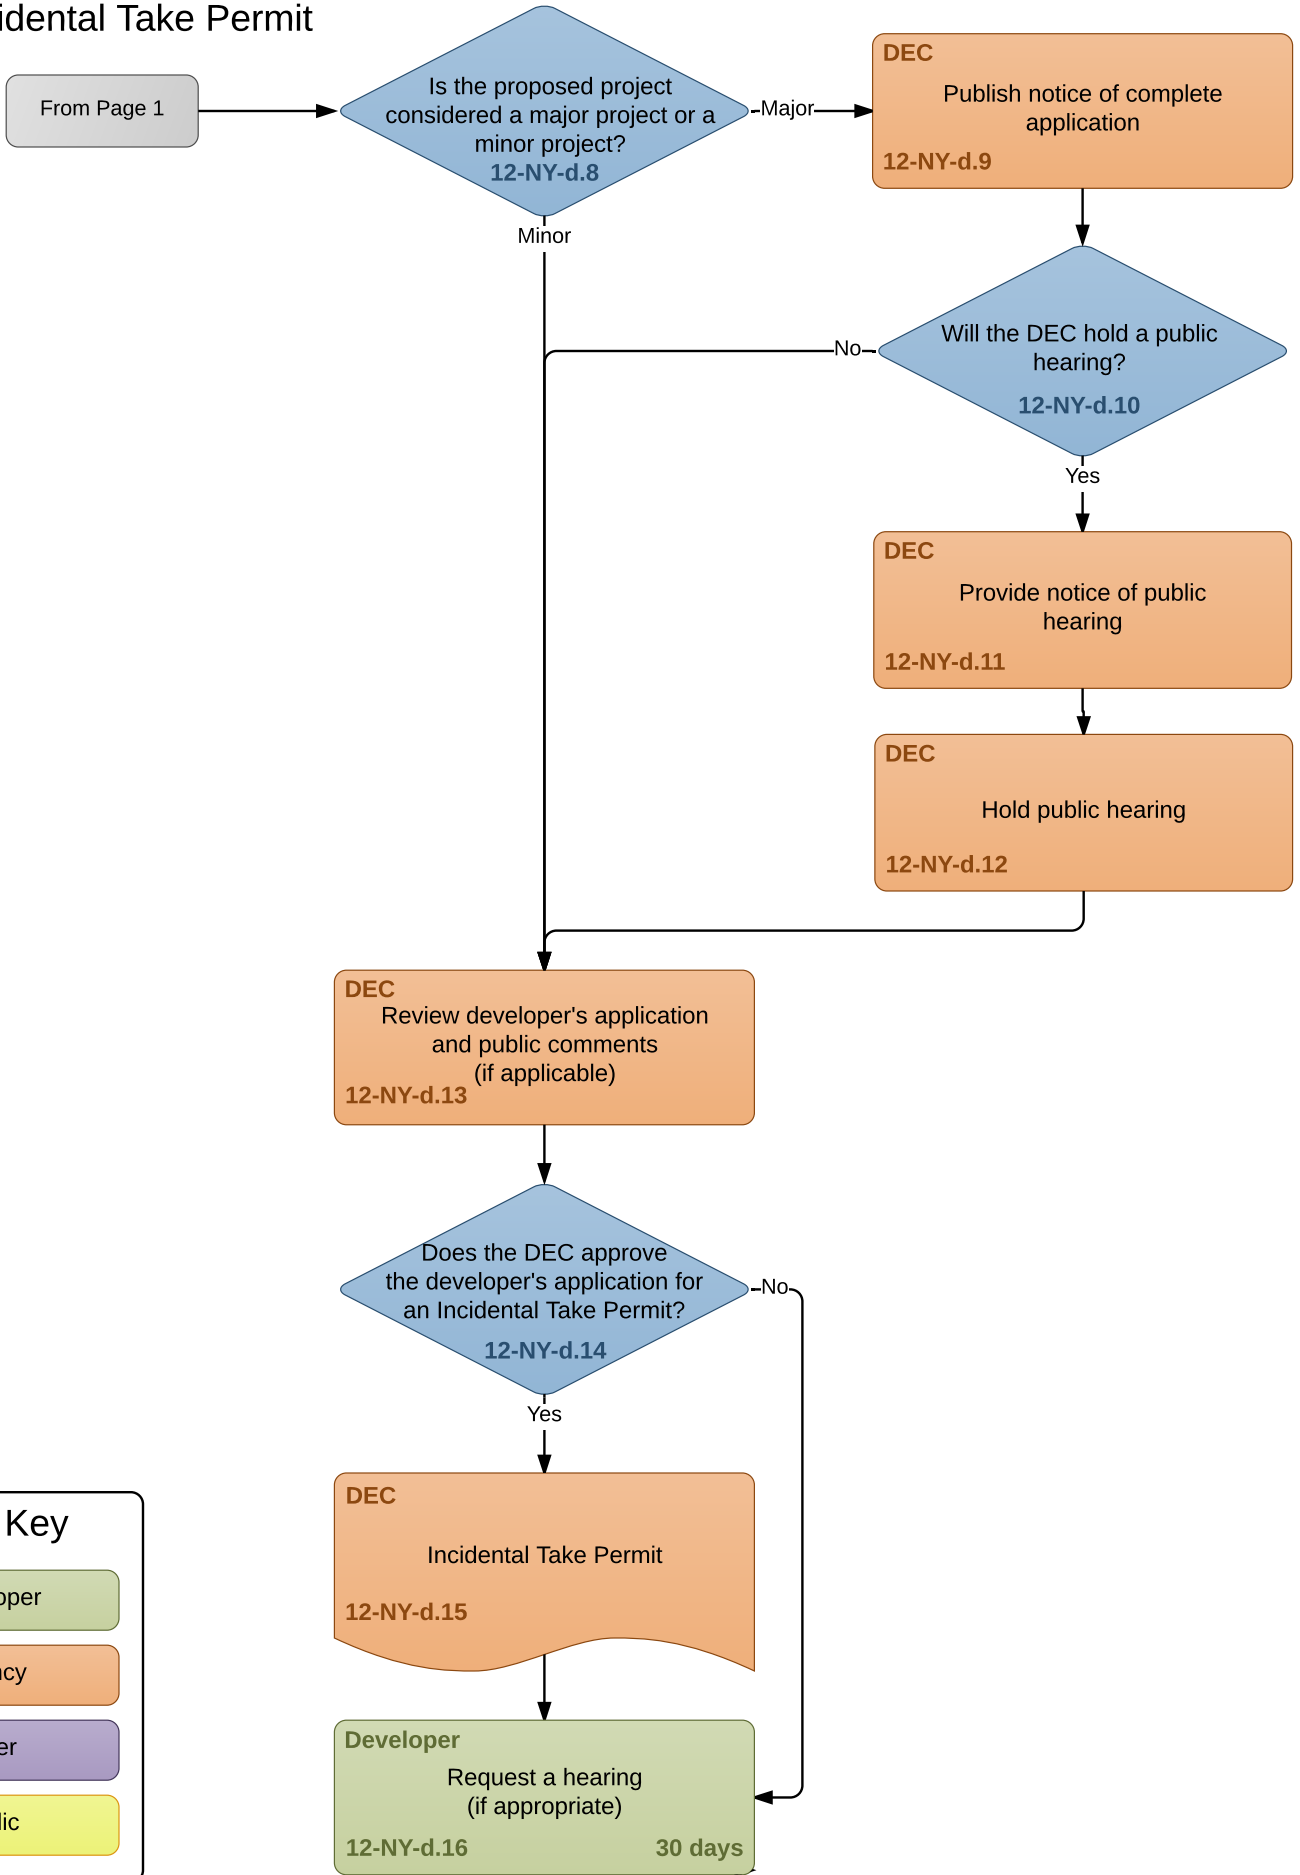 idental Take Permit
From Page 1
Is the proposed project
considered a major project or a
minor project?
12-NY-d.8
Major
Minor
DEC
Publish notice of complete
application
12-NY-d.9
Will the DEC hold a public
hearing?
12-NY-d.10
No
Yes
DEC
Provide notice of public
hearing
12-NY-d.11
DEC
Hold public hearing
12-NY-d.12
DEC
Review developer's application
and public comments
(if applicable)
12-NY-d.13
Does the DEC approve
the developer's application for
an Incidental Take Permit?
12-NY-d.14
No
Yes
DEC
Incidental Take Permit
12-NY-d.15
Developer
Request a hearing
(if appropriate)
12-NY-d.16 30 days
Key
oper
ncy
er
lic